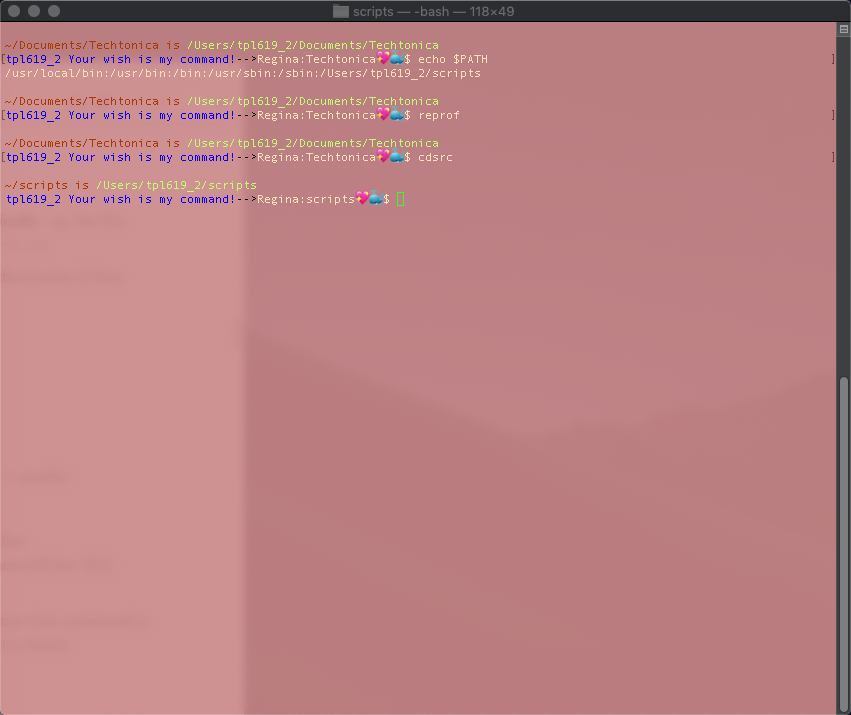 scripts — -bash — 118×49
~/Documents/Techtonica is /Users/tpl619_2/Documents/Techtonica
[tpl619_2 Your wish is my command!-->Regina:Techtonica💖🧞$ echo $PATH ]
/usr/local/bin:/usr/bin:/bin:/usr/sbin:/sbin:/Users/tpl619_2/scripts
~/Documents/Techtonica is /Users/tpl619_2/Documents/Techtonica
[tpl619_2 Your wish is my command!-->Regina:Techtonica💖🧞$ reprof ]
~/Documents/Techtonica is /Users/tpl619_2/Documents/Techtonica
[tpl619_2 Your wish is my command!-->Regina:Techtonica💖🧞$ cdsrc ]
~/scripts is /Users/tpl619_2/scripts
tpl619_2 Your wish is my command!-->Regina:scripts💖🧞$